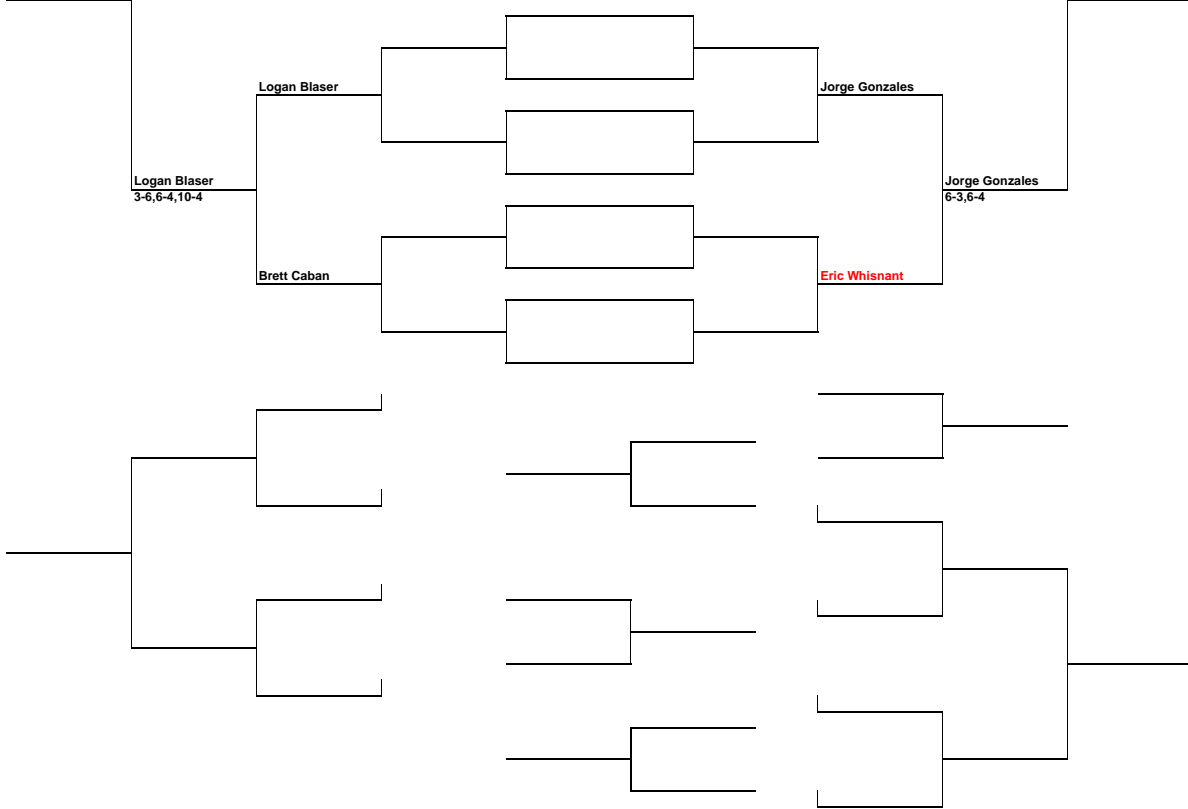 Logan Blaser
Jorge Gonzales
Logan Blaser
3-6,6-4,10-4
Jorge Gonzales
6-3,6-4
Brett Caban
Eric Whisnant